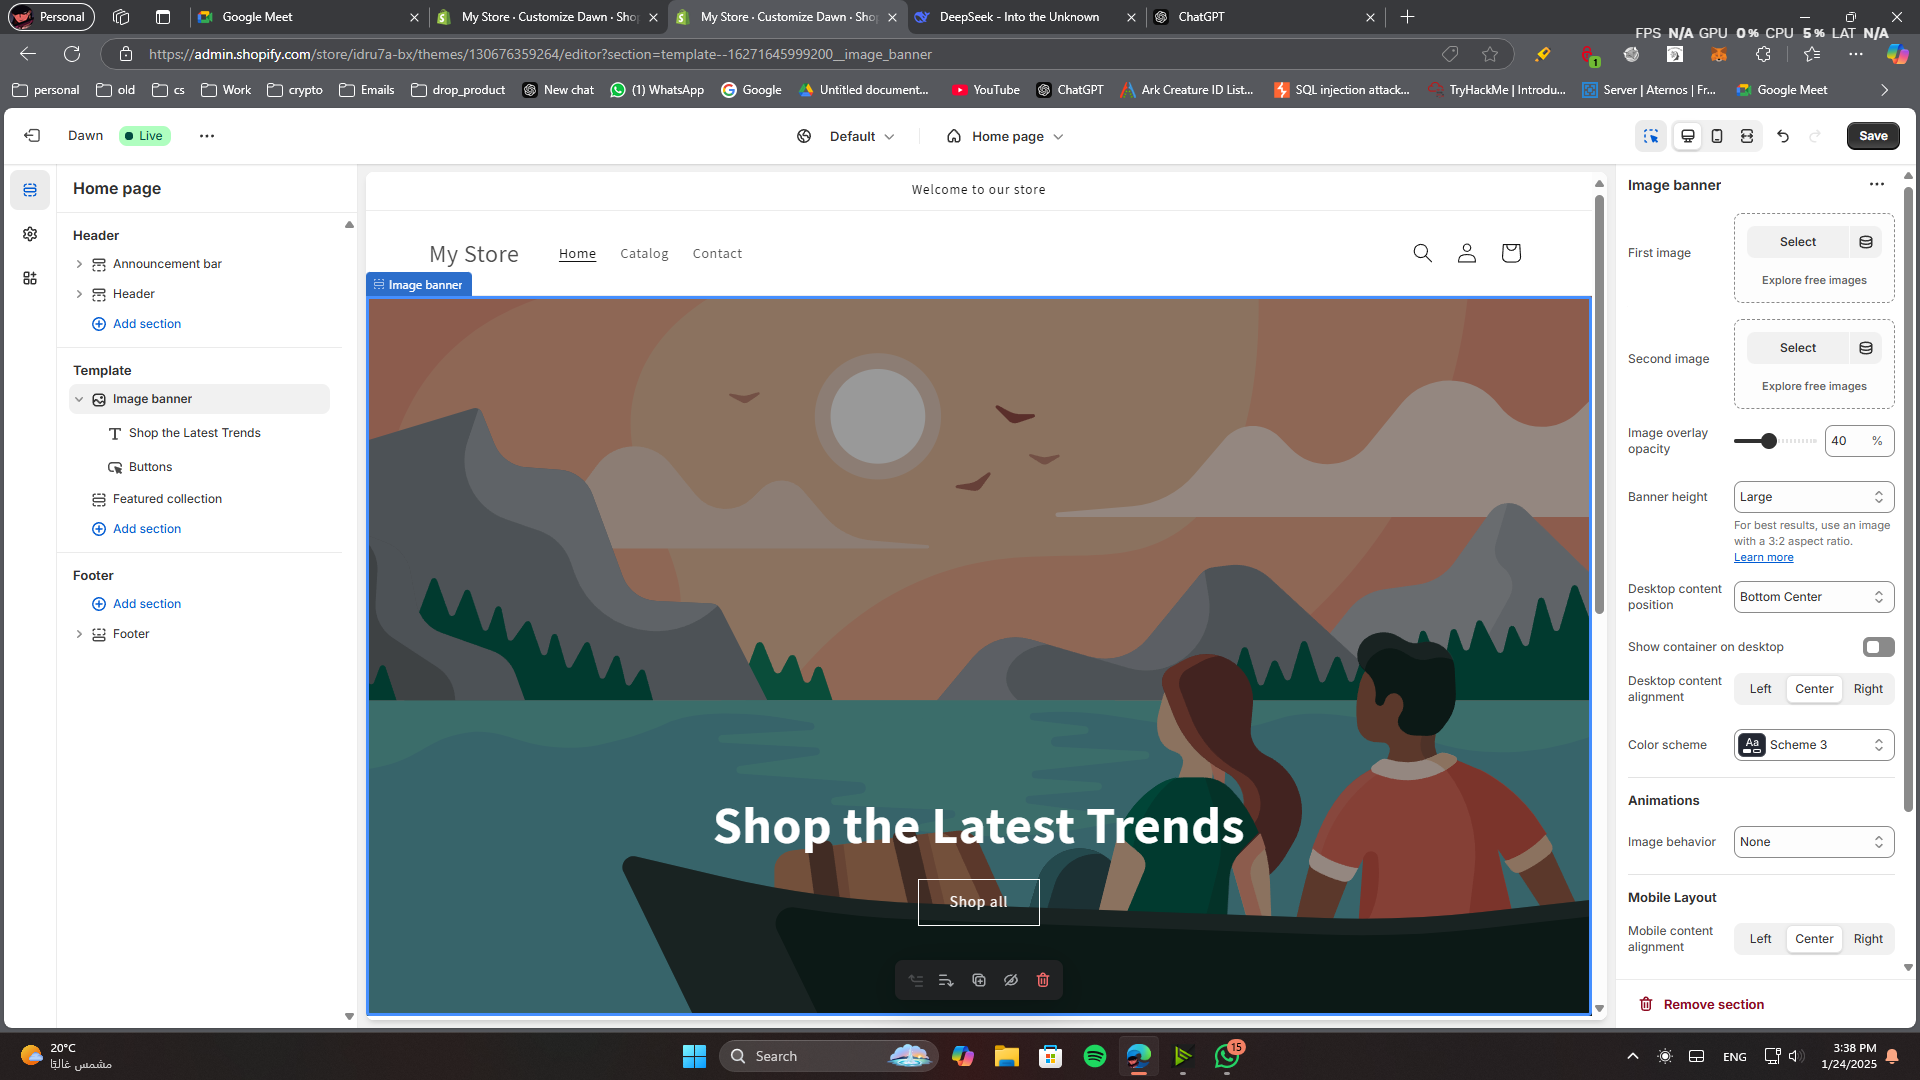 Personal
Google Meet
My Store · Customize Dawn · Sho
My Store · Customize Dawn · Sho
DeepSeek - Into the Unknown
ChatGPT
FPS N/A GPU 0 % CPU 5 % LAT N/A
https://admin.shopify.com/store/idru7a-bx/themes/130676359264/editor?section=template--16271645999200__image_banner
1
personal
old
cs
Work
crypto
Emails
drop_product
New chat
(1) WhatsApp
Google
Untitled document...
YouTube
ChatGPT
Ark Creature ID List...
SQL injection attack...
TryHackMe | Introdu...
Server | Aternos | Fr...
Google Meet
Dawn
Live
Default
Home page
Save
Home page
Header
Announcement bar
Header
Add section
Template
Image banner
Shop the Latest Trends
Buttons
Featured collection
Add section
Footer
Add section
Footer
Welcome to our store
My Store
Home
Catalog
Contact
Image banner
Shop the Latest Trends
Shop all
Image banner
First image
Select
Explore free images
Second image
Select
Explore free images
Image overlay
opacity
40 %
Banner height
Large
For best results, use an image
with a 3:2 aspect ratio.
Learn more
Desktop content
position
Bottom Center
Show container on desktop
Desktop content
alignment
Left
Center
Right
Color scheme
Aa
Scheme 3
Animations
Image behavior
None
Mobile Layout
Mobile content
alignment
Left
Center
Right
Remove section
20°C
مشمس غالبًا
Search
15
ENG
3:38 PM
1/24/2025